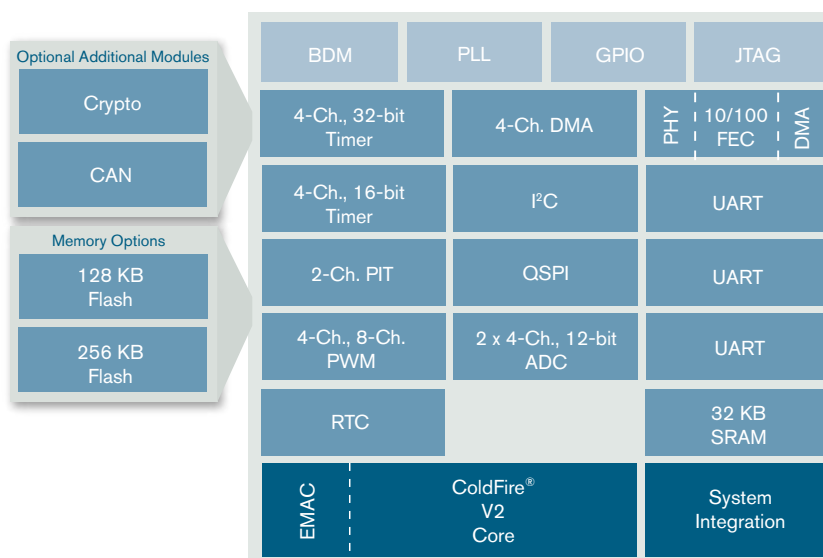 Optional Additional Modules
Crypto
CAN
Memory Options
128 KB
Flash
256 KB
Flash
BDM
PLL
GPIO
JTAG
4-Ch., 32-bit
Timer
4-Ch. DMA
PHY
10/100
FEC
DMA
4-Ch., 16-bit
Timer
I²C
UART
2-Ch. PIT
QSPI
UART
4-Ch., 8-Ch.
PWM
2 x 4-Ch., 12-bit
ADC
UART
RTC
32 KB
SRAM
EMAC
ColdFire®
V2
Core
System
Integration